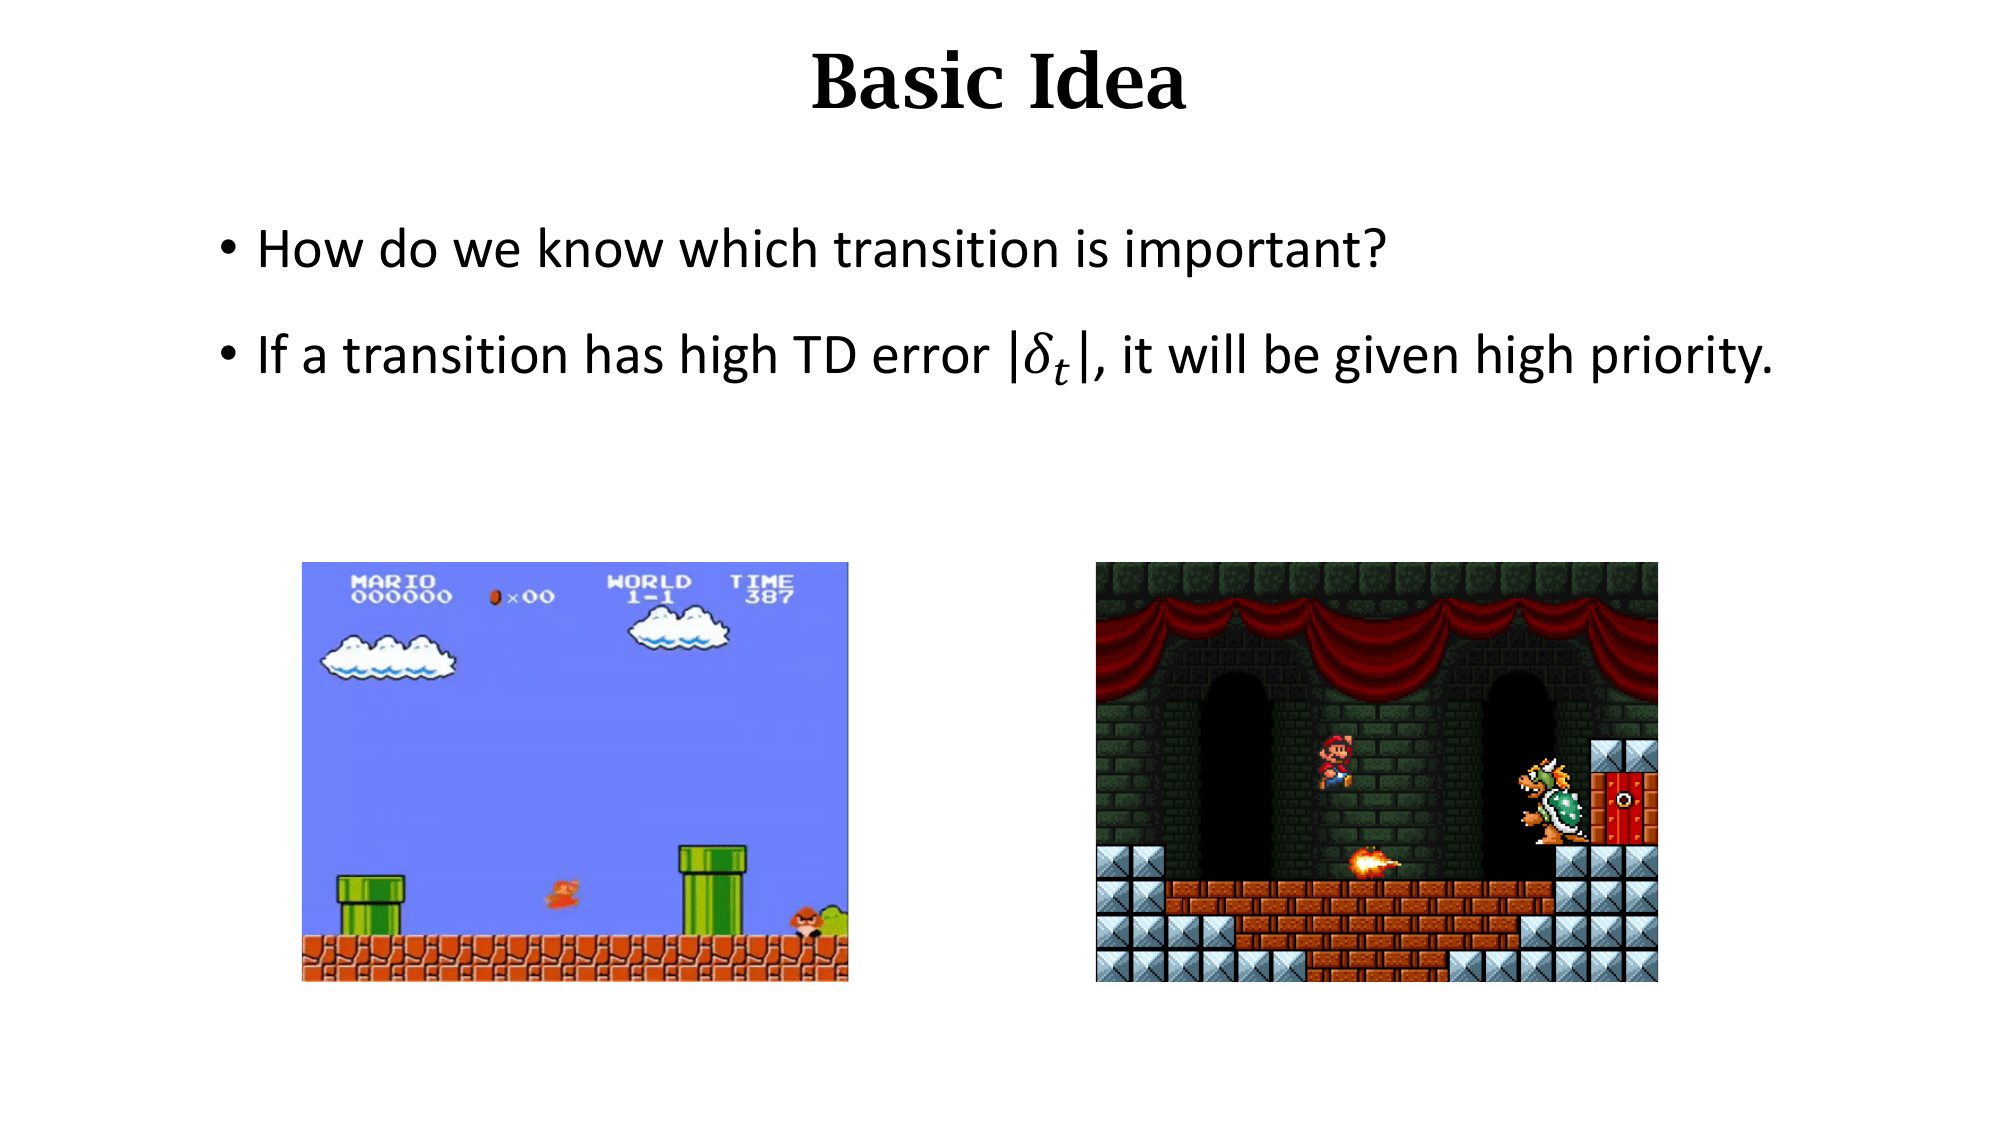 Basic Idea
• How do we know which transition is important?
• If a transition has high TD error |δₜ|, it will be given high priority.
MARIO WORLD TIME
000000 ×00 1-1 387